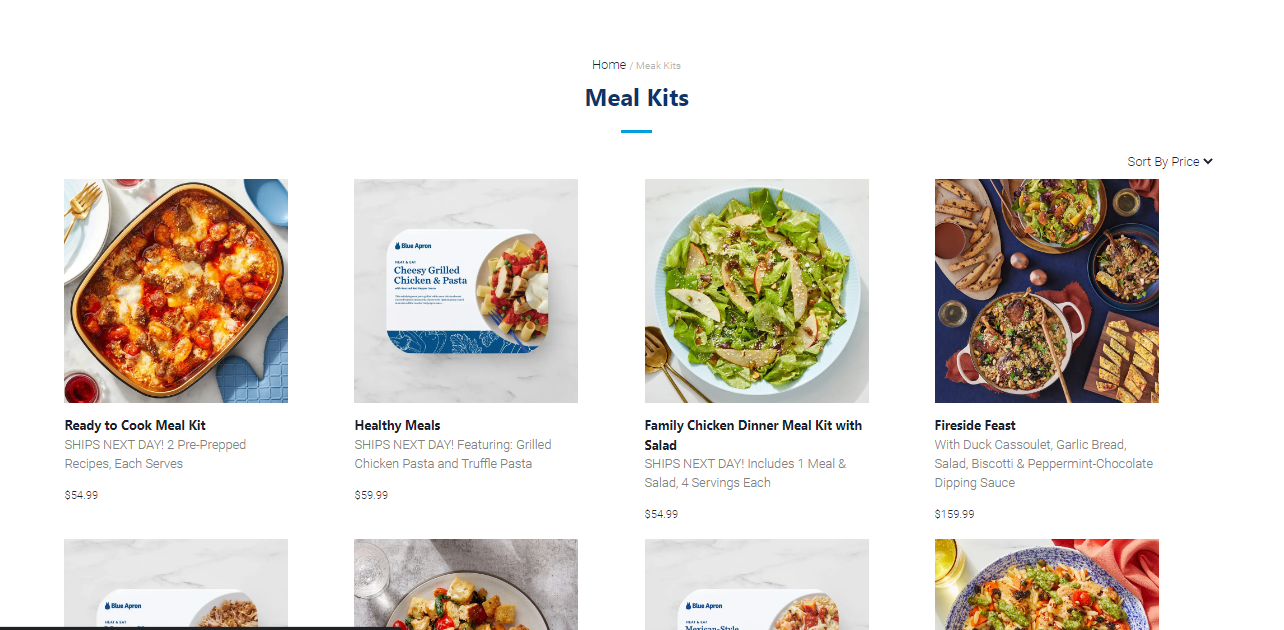 Home / Meak Kits
Meal Kits
Sort By Price
Blue Apron
HEAT & EAT
Cheesy Grilled
Chicken & Pasta
Ready to Cook Meal Kit
SHIPS NEXT DAY! 2 Pre-Prepped
Recipes, Each Serves
$54.99
Healthy Meals
SHIPS NEXT DAY! Featuring: Grilled
Chicken Pasta and Truffle Pasta
$59.99
Family Chicken Dinner Meal Kit with
Salad
SHIPS NEXT DAY! Includes 1 Meal &
Salad, 4 Servings Each
$54.99
Fireside Feast
With Duck Cassoulet, Garlic Bread,
Salad, Biscotti & Peppermint-Chocolate
Dipping Sauce
$159.99
Blue Apron
HEAT & EAT
Blue Apron
HEAT & EAT
Mexican-Style